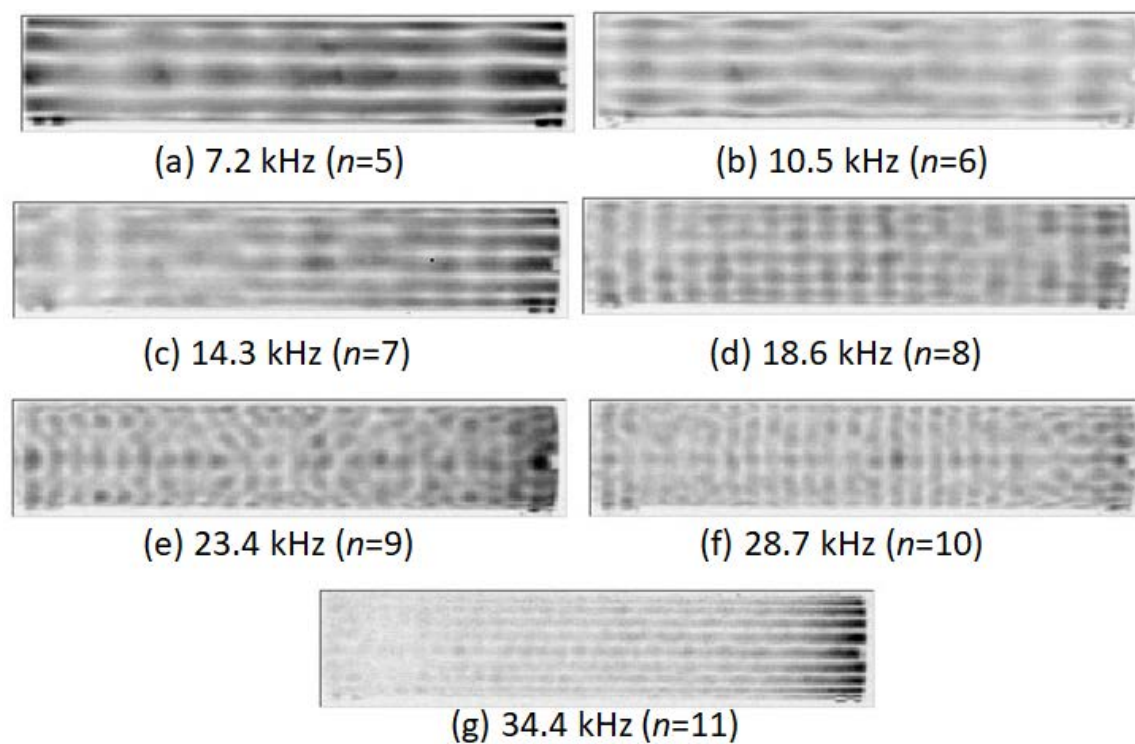 (a) 7.2 kHz (n=5)
(b) 10.5 kHz (n=6)
(c) 14.3 kHz (n=7)
(d) 18.6 kHz (n=8)
(e) 23.4 kHz (n=9)
(f) 28.7 kHz (n=10)
(g) 34.4 kHz (n=11)